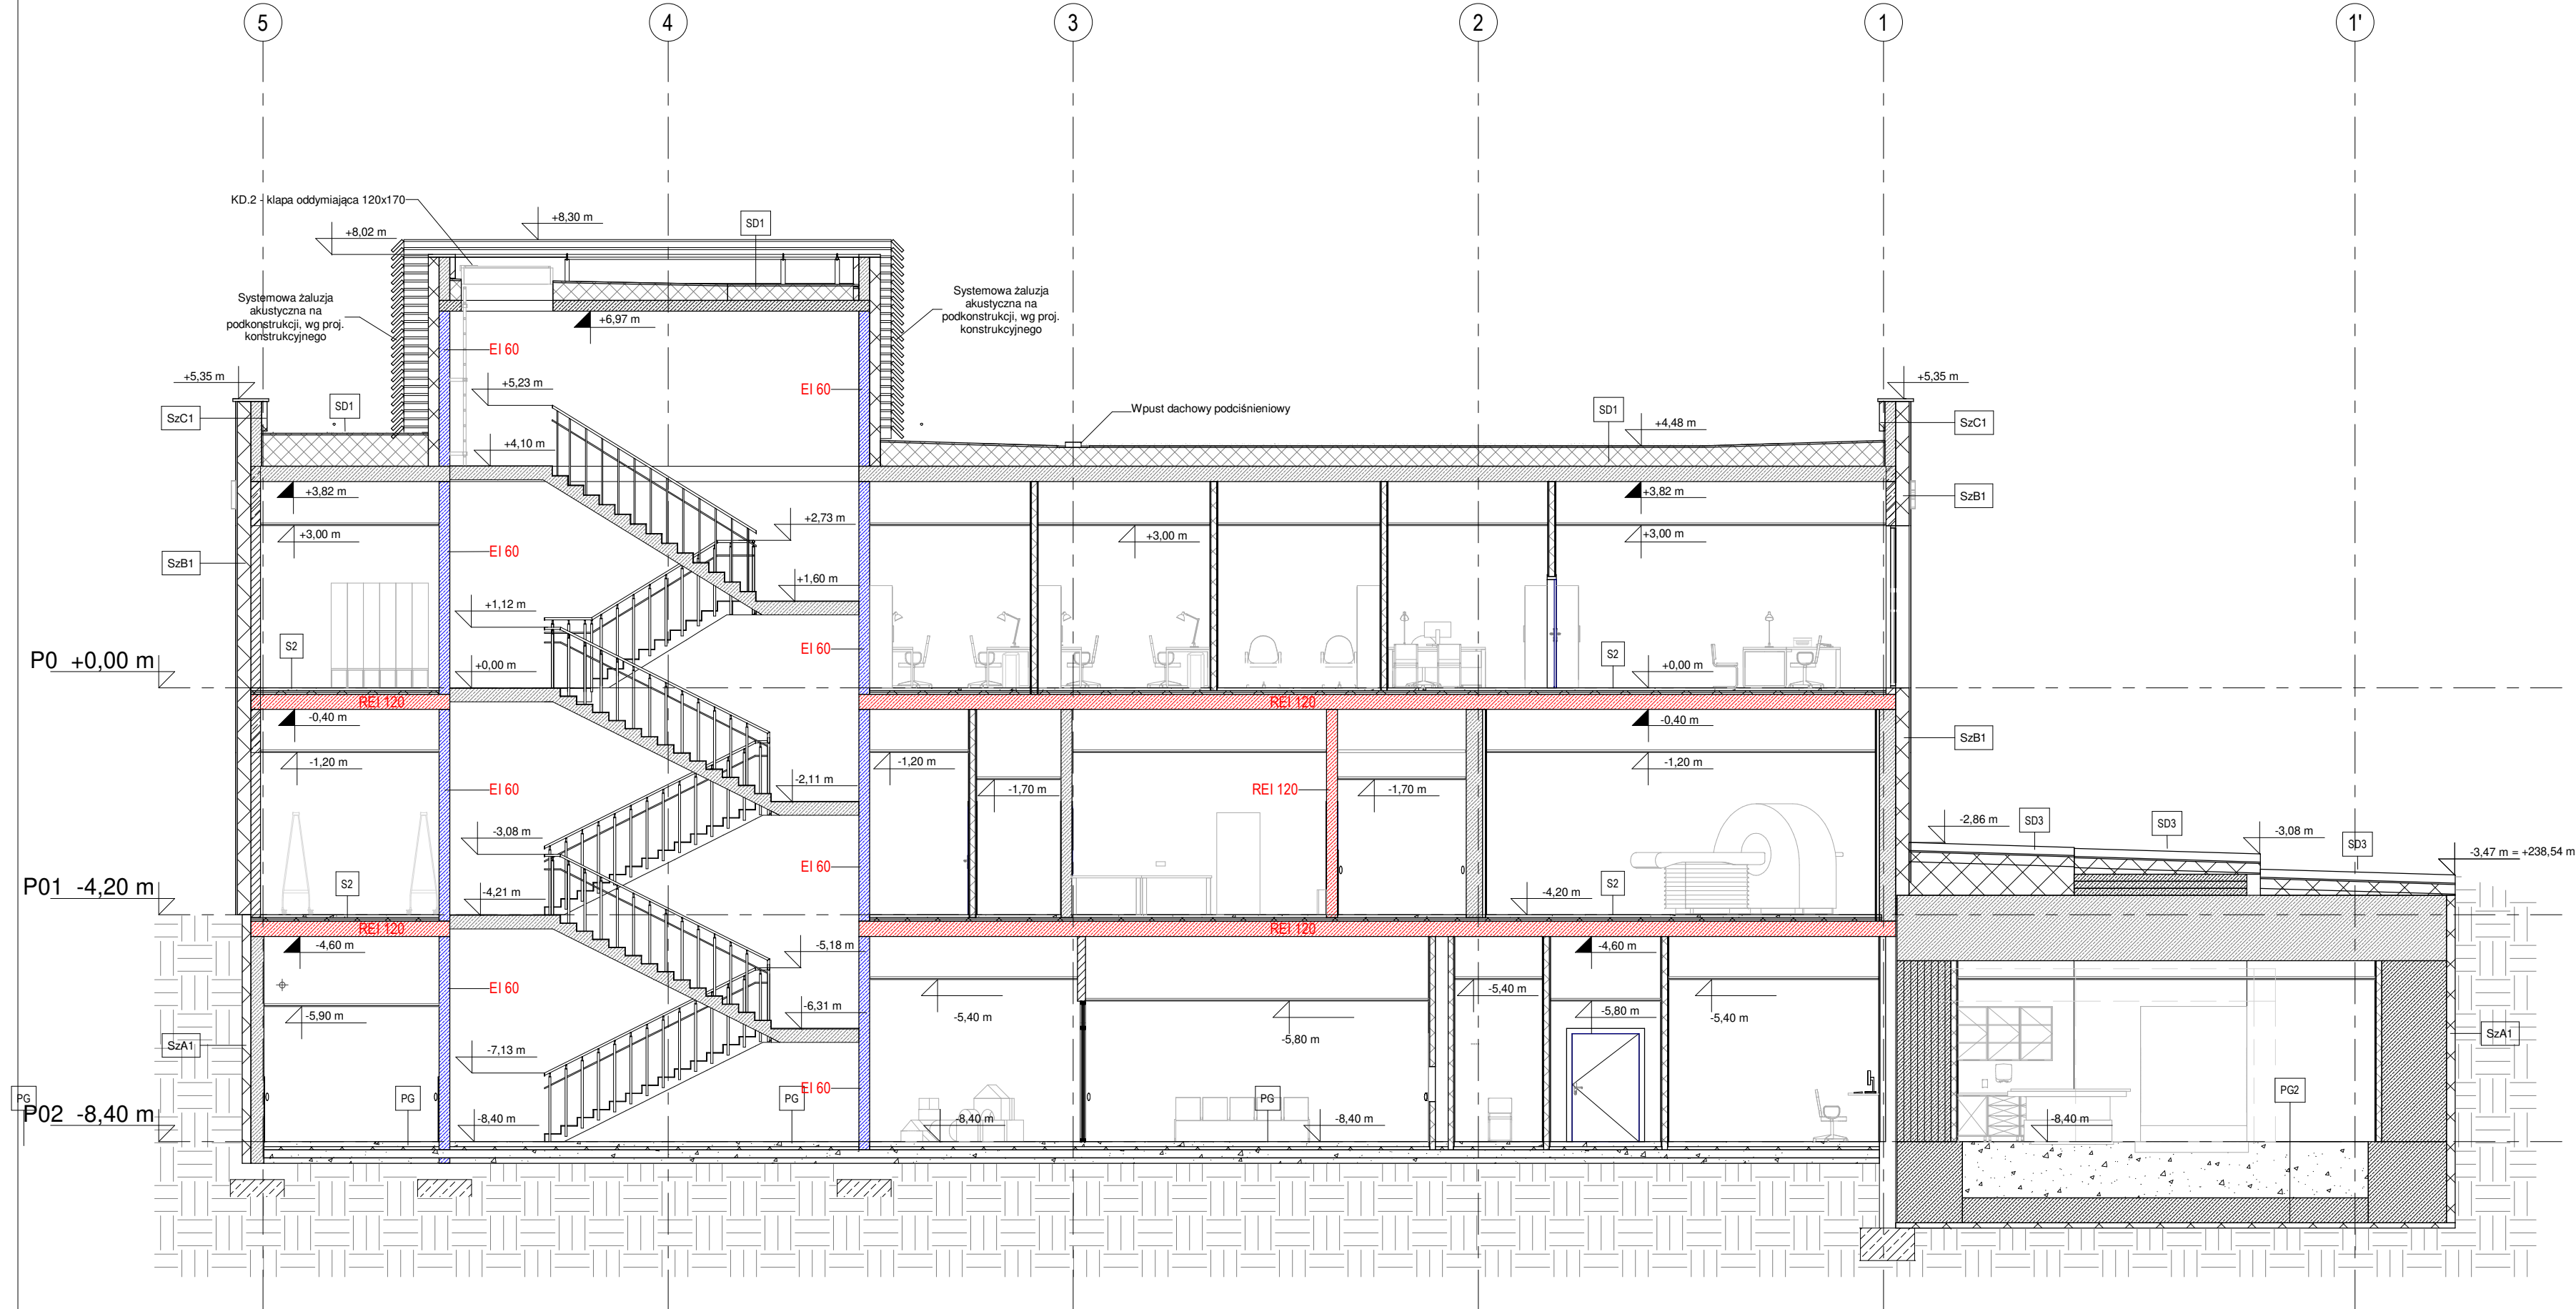 5
4
3
2
1
1'
KD.2 - klapa oddymiająca 120x170
+8,30 m
SD1
+8,02 m
Systemowa żaluzja
akustyczna na
podkonstrukcji, wg proj.
konstrukcyjnego
Systemowa żaluzja
akustyczna na
podkonstrukcji, wg proj.
konstrukcyjnego
+6,97 m
EI 60
EI 60
+5,35 m
+5,23 m
+5,35 m
SzC1
SD1
Wpust dachowy podciśnieniowy
SD1
+4,48 m
SzC1
+4,10 m
+3,82 m
+3,82 m
SzB1
+2,73 m
+3,00 m
+3,00 m
+3,00 m
EI 60
SzB1
+1,60 m
+1,12 m
S2
EI 60
S2
P0 +0,00 m
+0,00 m
+0,00 m
REI 120
REI 120
-0,40 m
-0,40 m
SzB1
-1,20 m
-1,20 m
-1,20 m
-2,11 m
EI 60
-1,70 m
REI 120
-1,70 m
-2,86 m
SD3
SD3
-3,08 m
SD3
-3,08 m
-3,47 m = +238,54 m
EI 60
S2
S2
P01 -4,20 m
-4,21 m
-4,20 m
REI 120
REI 120
-4,60 m
-5,18 m
-4,60 m
EI 60
-5,40 m
-5,40 m
-5,40 m
-5,90 m
-6,31 m
-5,80 m
-5,80 m
SzA1
SzA1
-7,13 m
PG
PG
PG
EI 60
PG
PG2
P02 -8,40 m
-8,40 m
-8,40 m
-8,40 m
-8,40 m